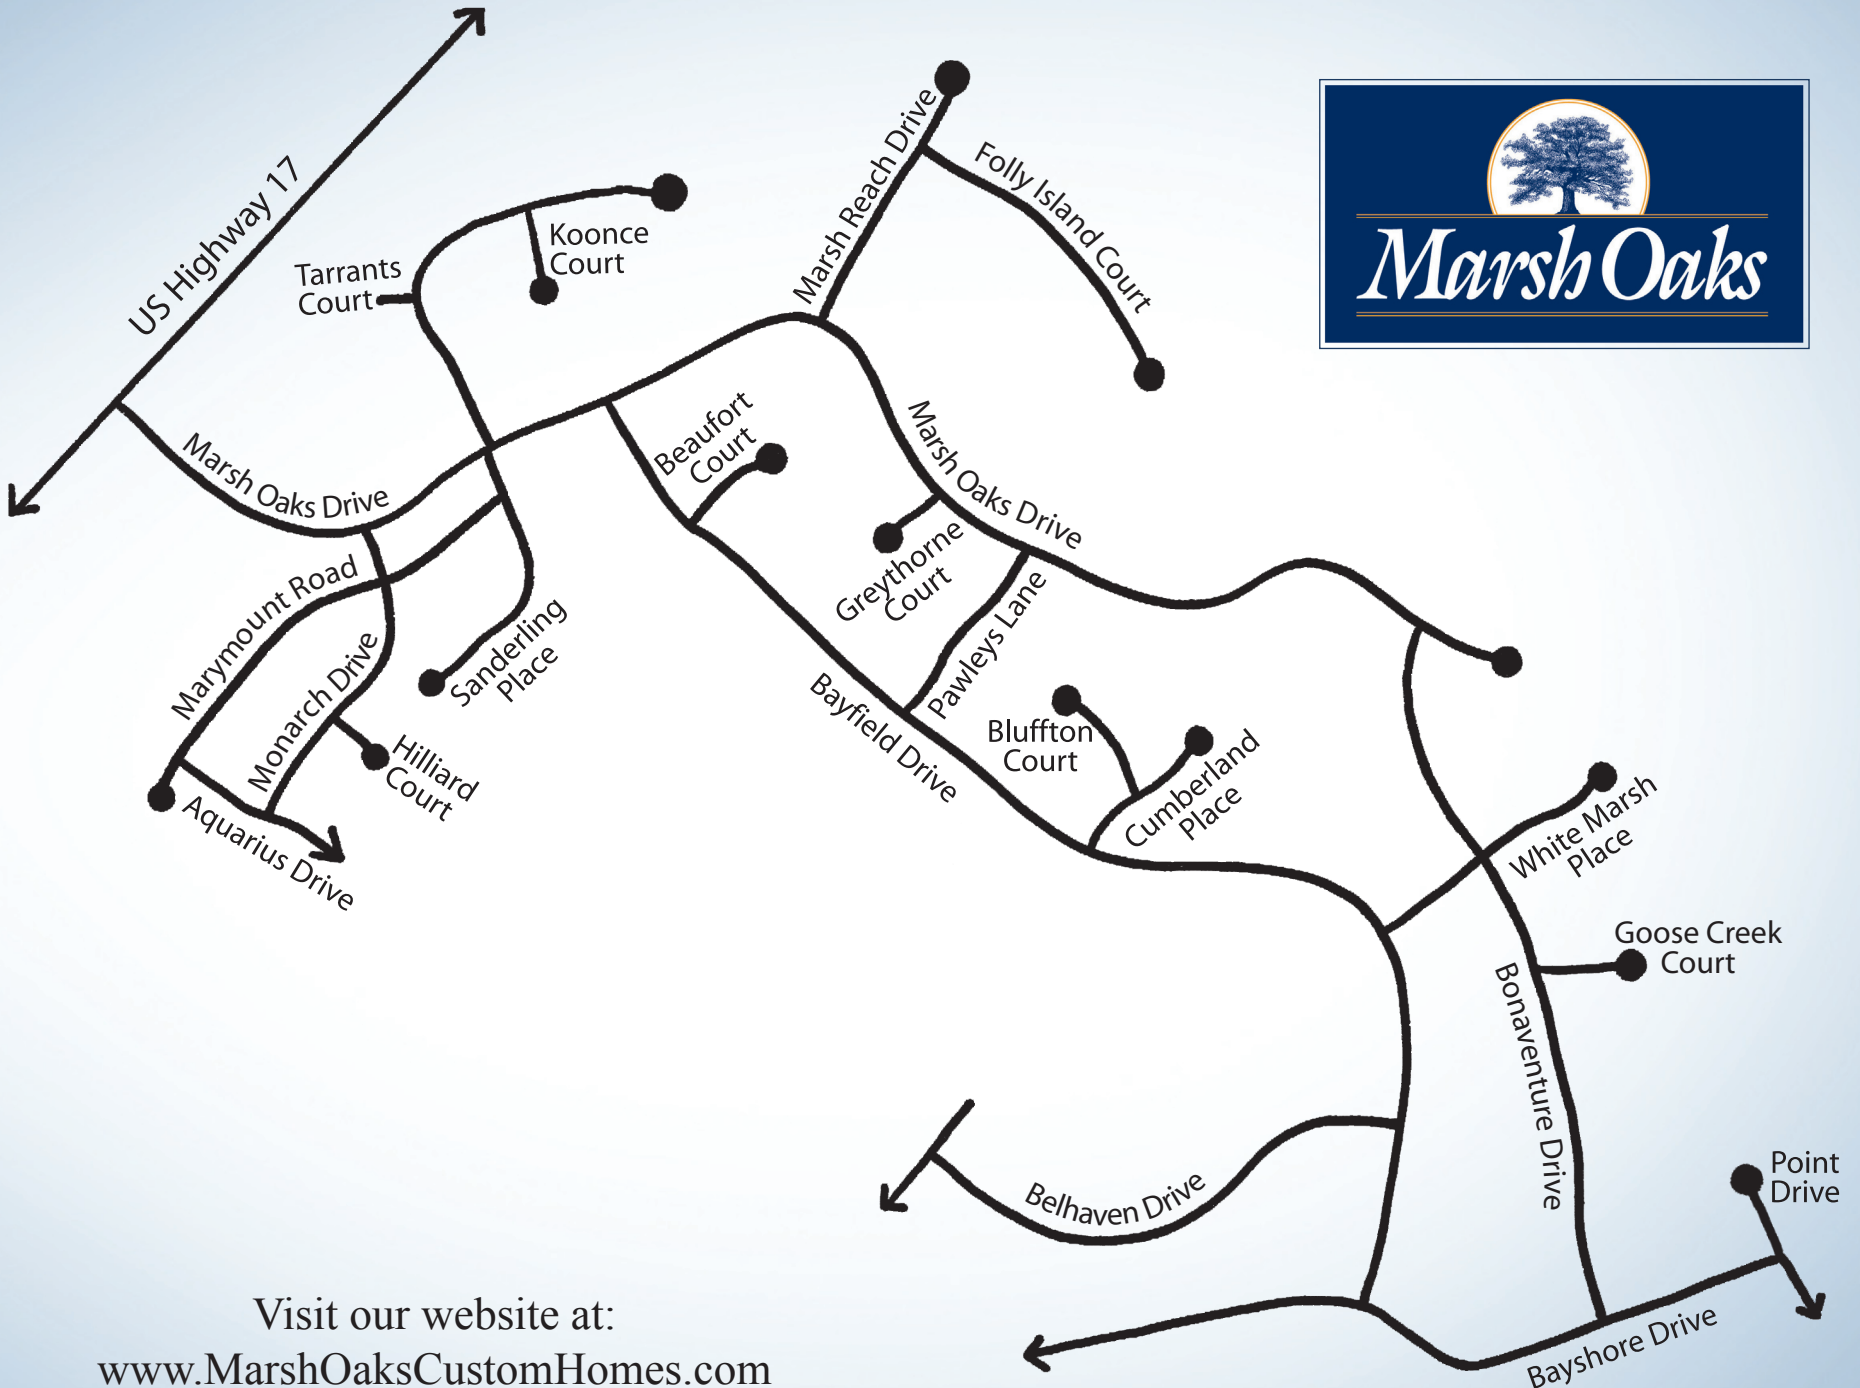 US Highway 17
Marsh Reach Drive
Folly Island Court
Marsh Oaks
Koonce
Court
Tarrants
Court
Marsh Oaks Drive
Beaufort
Court
Marsh Oaks Drive
Greythorne
Court
Marymount Road
Monarch Drive
Sanderling
Place
Hilliard
Court
Aquarius Drive
Pawleys Lane
Bayfield Drive
Bluffton
Court
Cumberland
Place
White Marsh
Place
Goose Creek
Court
Bonaventure Drive
Belhaven Drive
Point
Drive
Bayshore Drive
Visit our website at:
www.MarshOaksCustomHomes.com